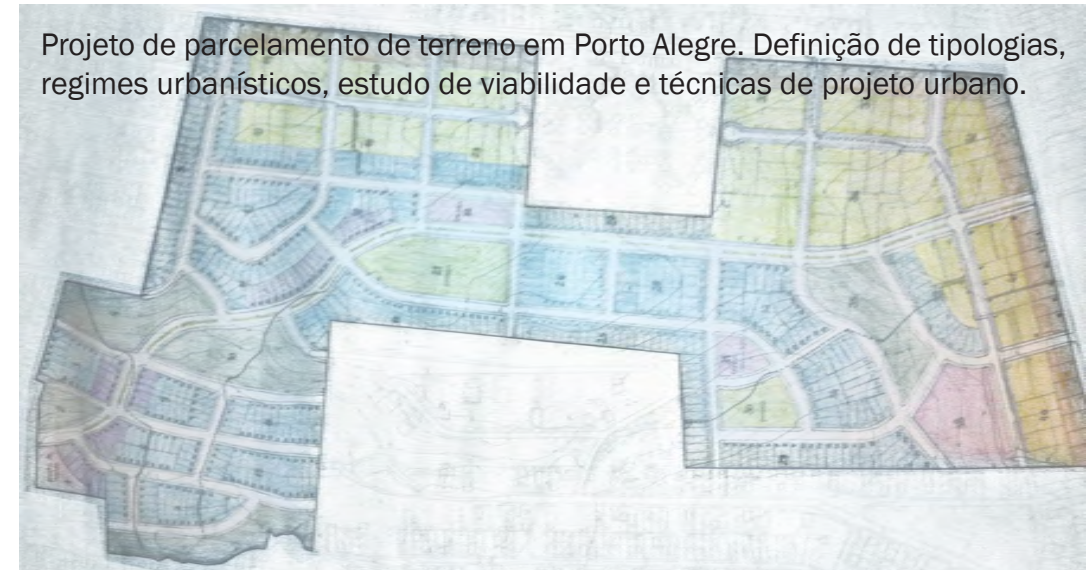 Projeto de parcelamento de terreno em Porto Alegre. Definição de tipologias,
regimes urbanísticos, estudo de viabilidade e técnicas de projeto urbano.